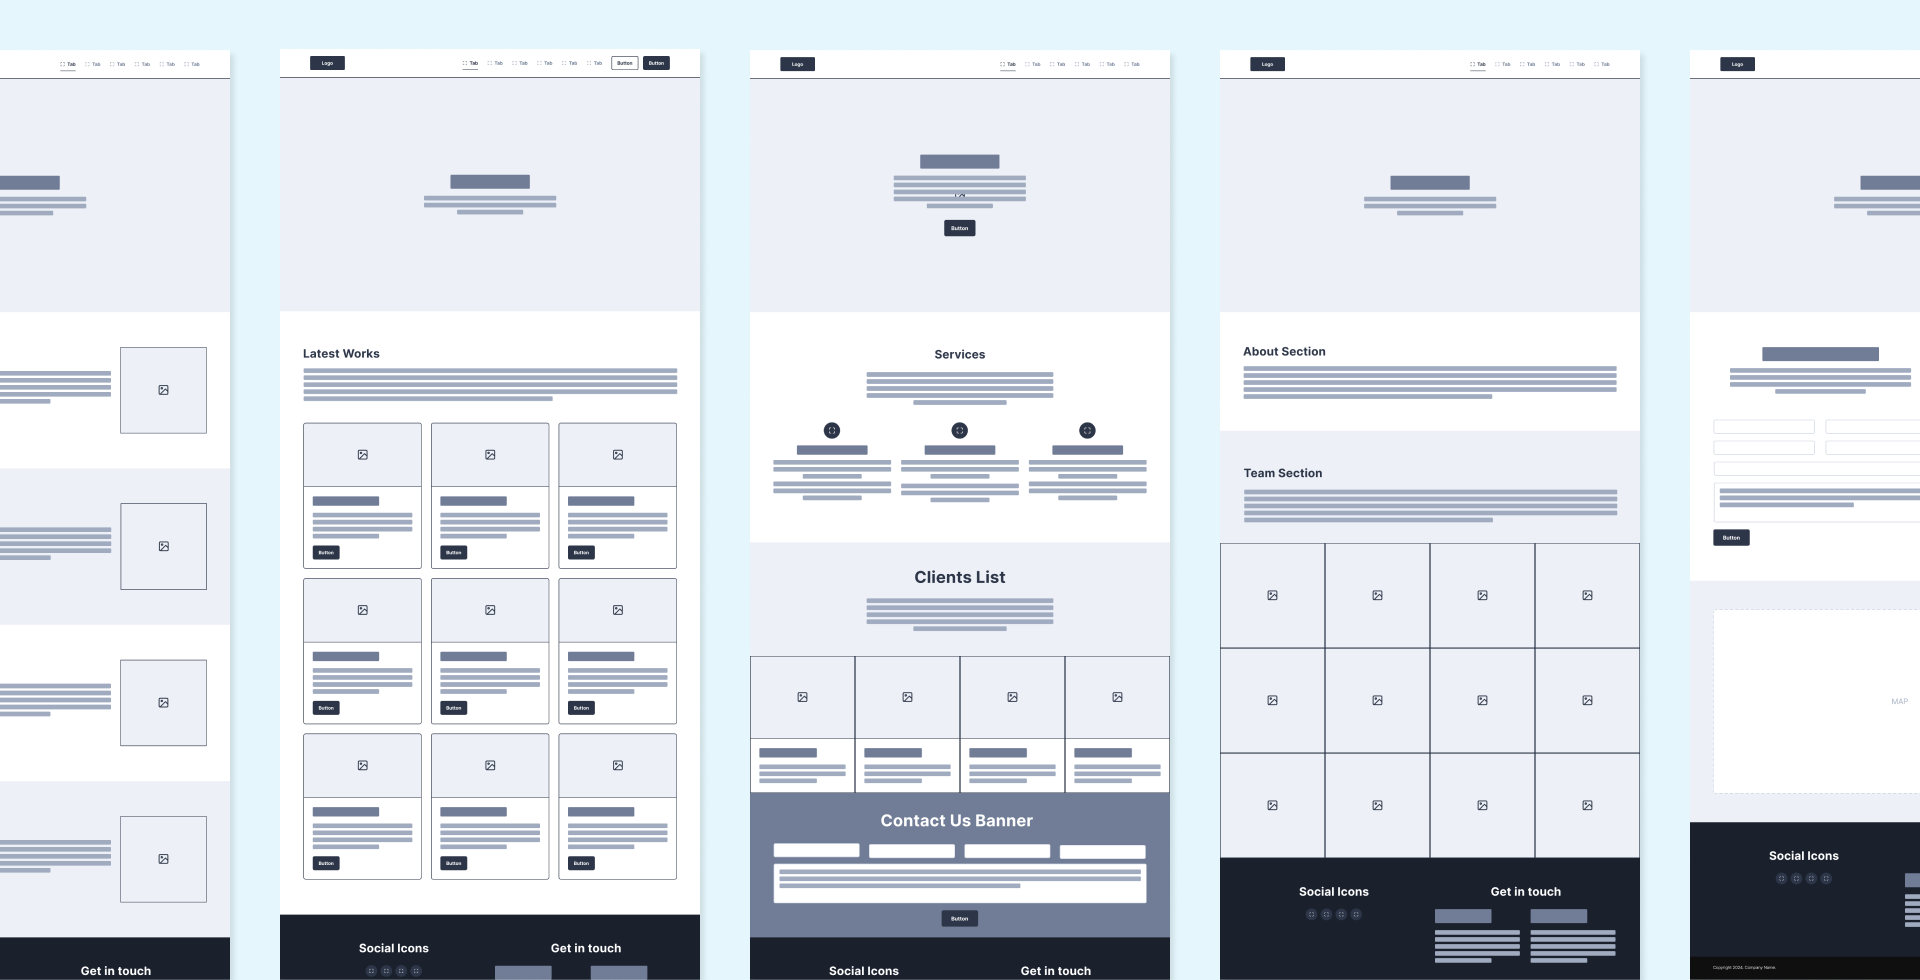 Tab Tab Tab Tab Tab Tab
Get in touch
Logo
Tab Tab Tab Tab Tab Tab
Button Button
Latest Works
Button Button Button
Button Button Button
Button Button Button
Social Icons
Get in touch
Logo
Tab Tab Tab Tab Tab Tab
Button
Services
Clients List
Contact Us Banner
Button
Social Icons
Get in touch
Logo
Tab Tab Tab Tab Tab Tab
About Section
Team Section
Social Icons
Get in touch
Logo
Button
MAP
Social Icons
Copyright 2024. Company Name.